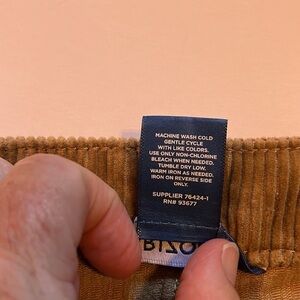 MACHINE WASH COLD
GENTLE CYCLE
WITH LIKE COLORS.
USE ONLY NON-CHLORINE
BLEACH WHEN NEEDED.
TUMBLE DRY LOW.
WARM IRON AS NEEDED.
IRON ON REVERSE SIDE
ONLY.
SUPPLIER 76424-1
RN# 93677